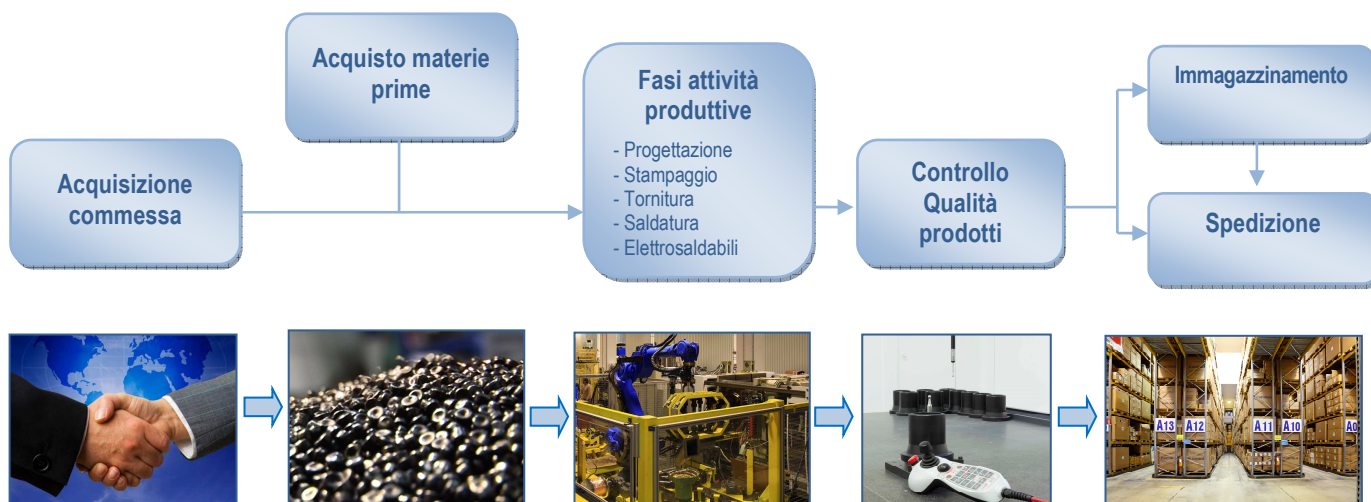 Acquisizione
commessa
Acquisto materie
prime
Fasi attività
produttive
- Progettazione
- Stampaggio
- Tornitura
- Saldatura
- Elettrosaldabili
Controllo
Qualità
prodotti
Immagazzinamento
Spedizione
A13
A12
A11
A10
A0